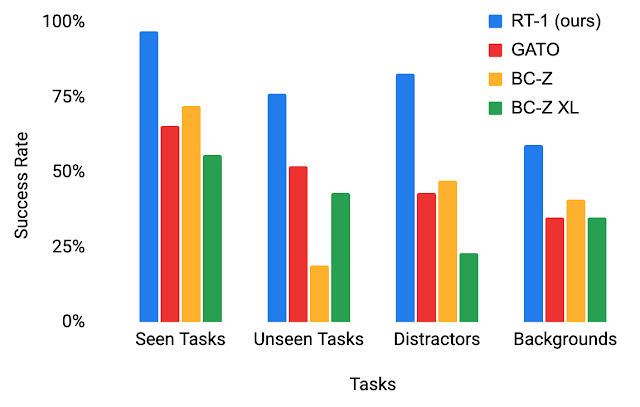 100%
75%
50%
25%
0%
Success Rate
RT-1 (ours)
GATO
BC-Z
BC-Z XL
Seen Tasks
Unseen Tasks
Distractors
Backgrounds
Tasks